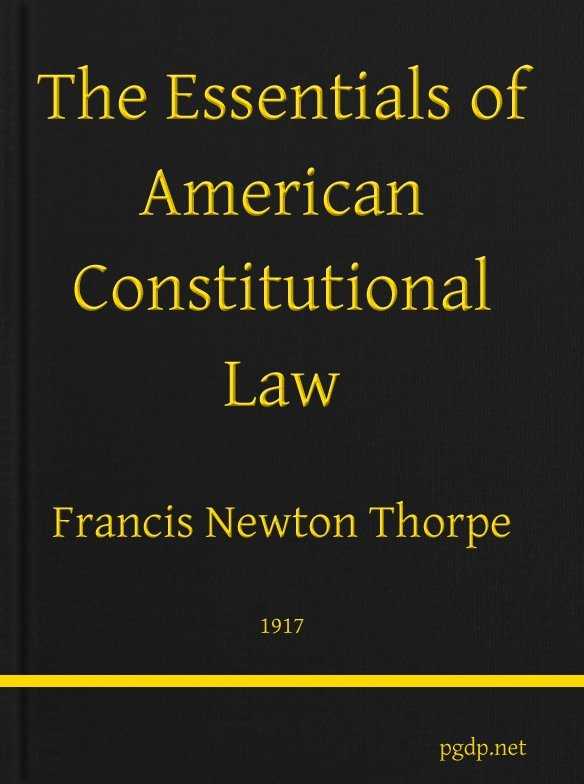 The Essentials of
American
Constitutional
Law
Francis Newton Thorpe
1917
pgdp.net